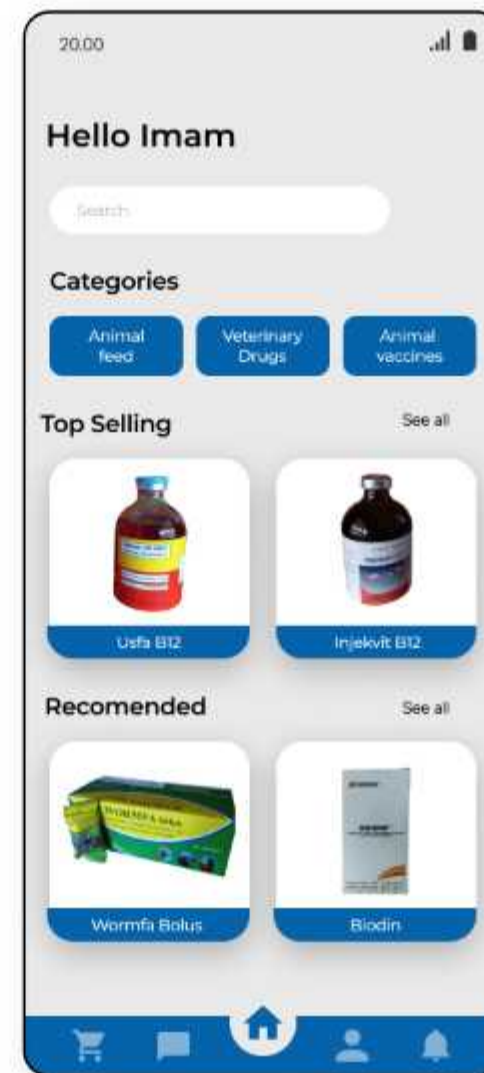 20.00
Hello Imam
Search
Categories
Animal feed
Veterinary Drugs
Animal vaccines
Top Selling
See all
Usfa B12
Injekvit B12
Recomended
See all
WORMFA
Wormfa Bolus
Biodin